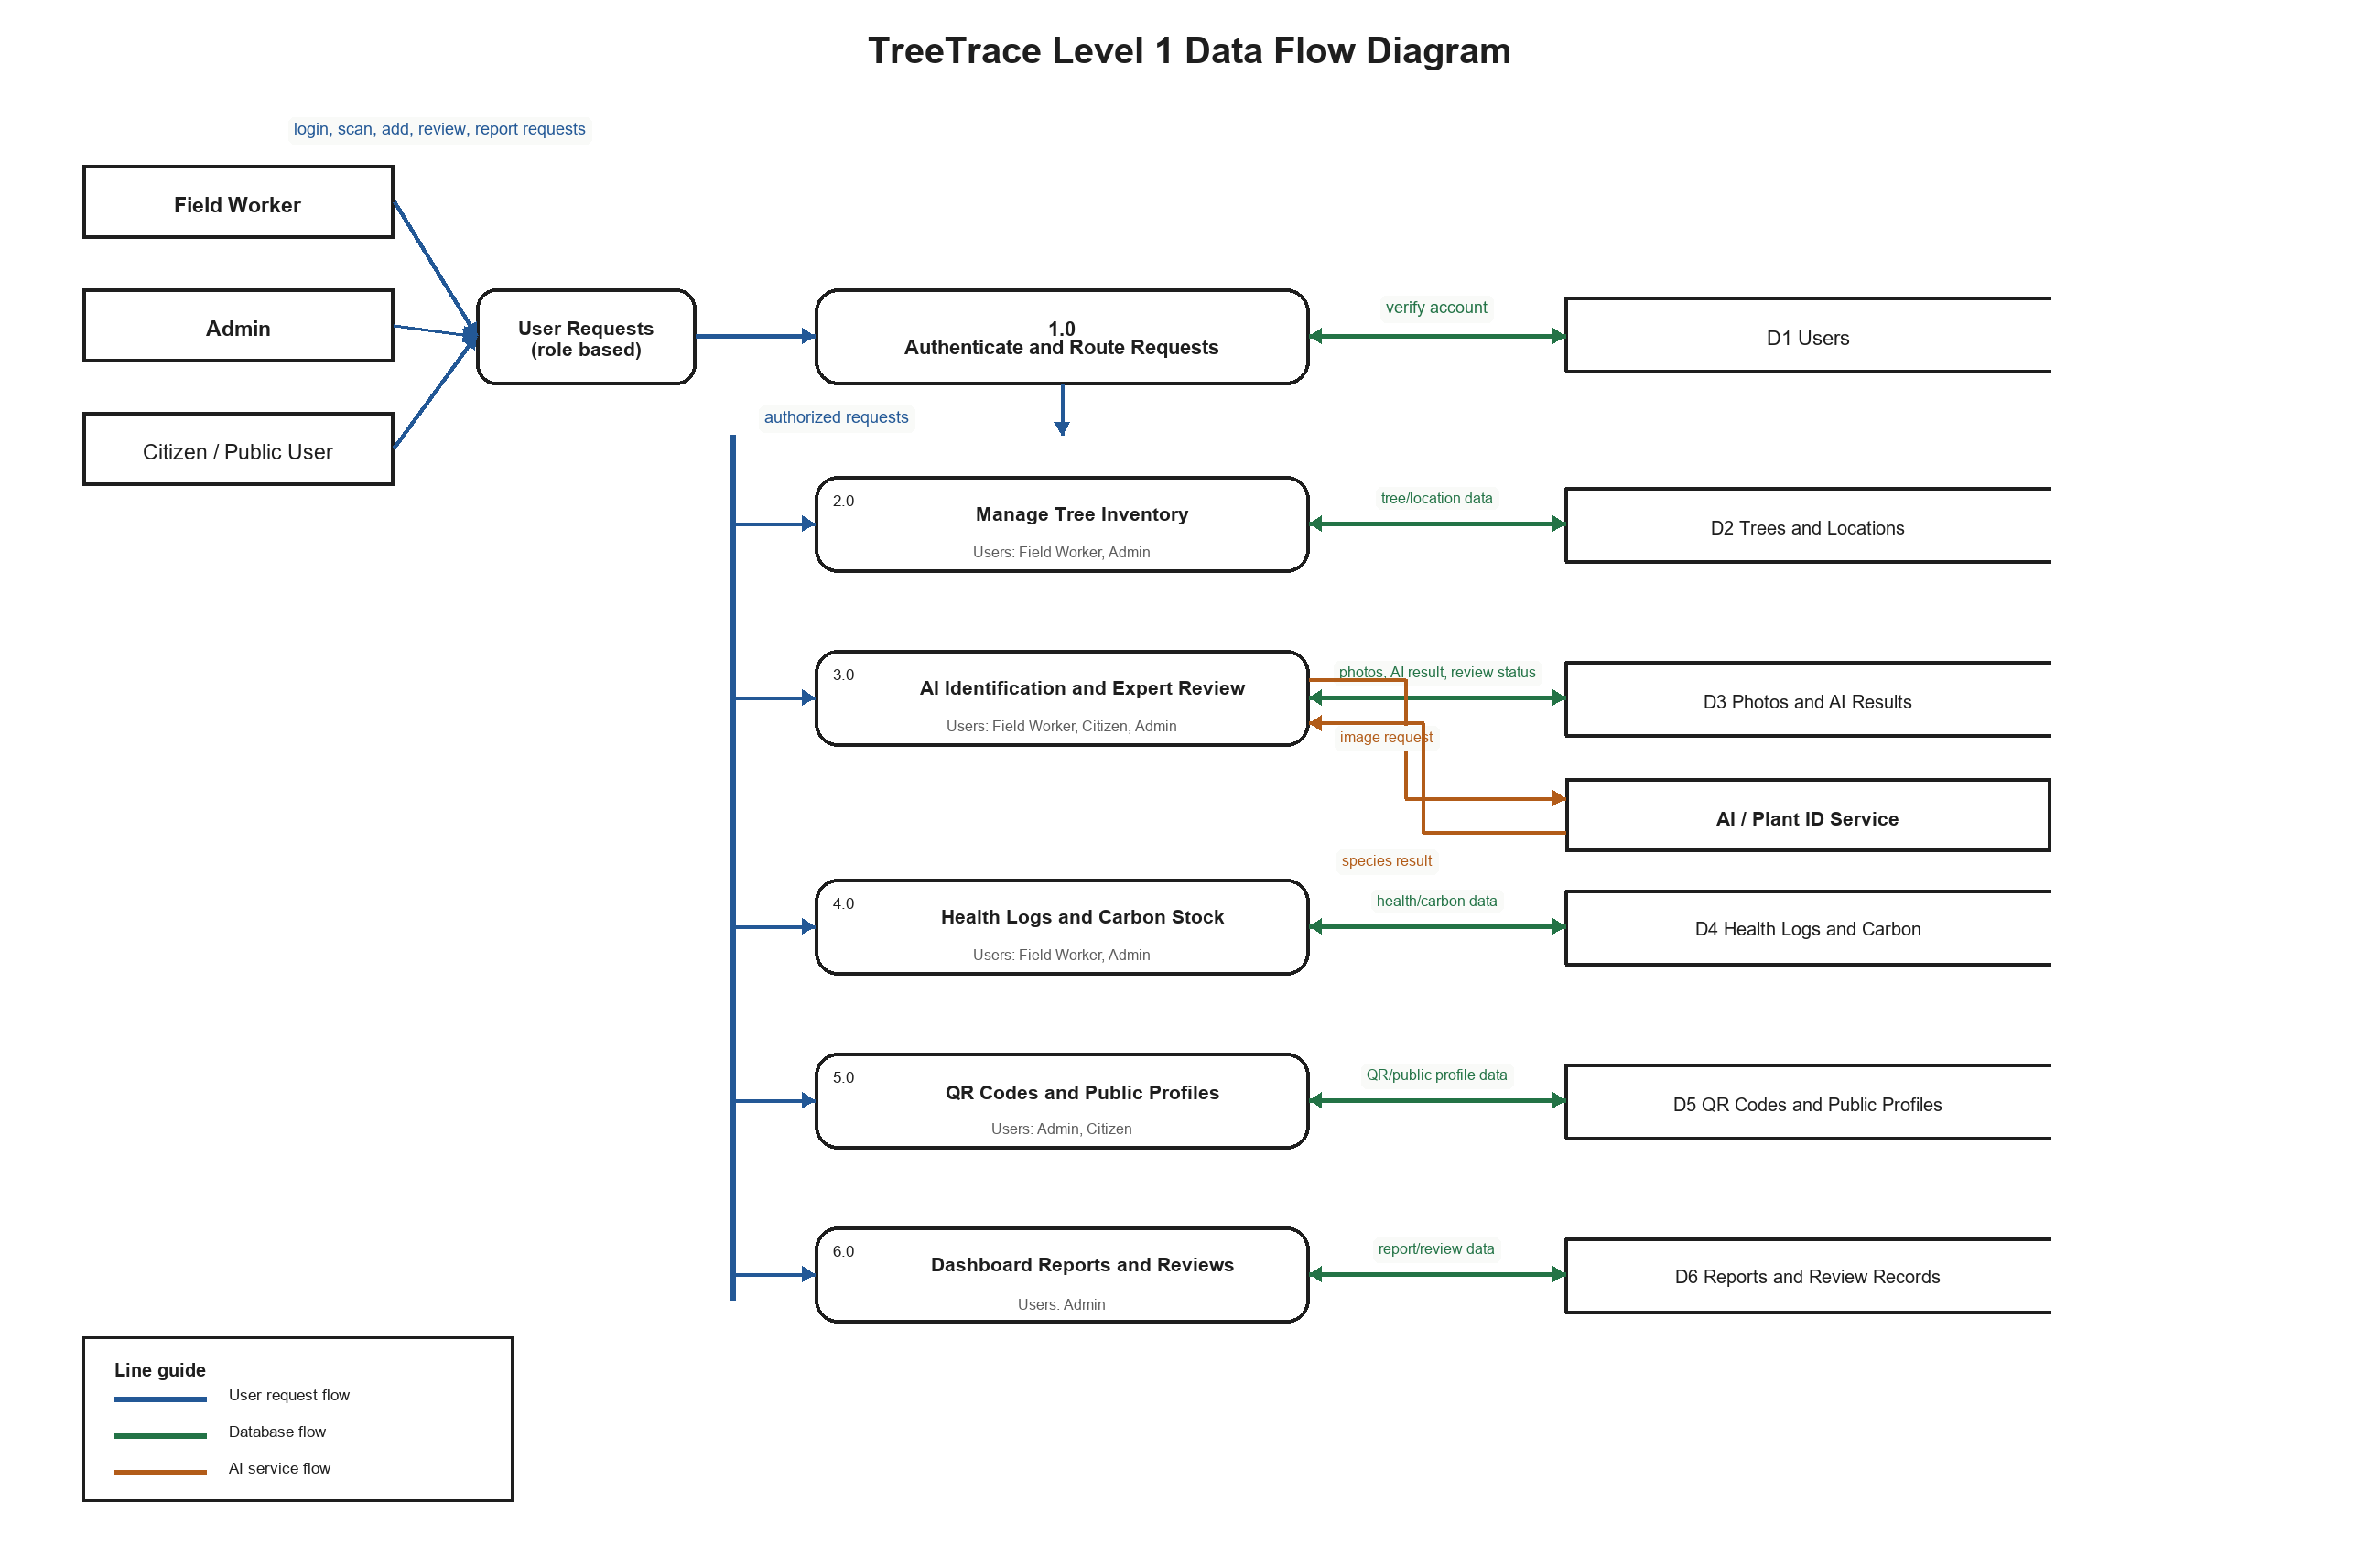 TreeTrace Level 1 Data Flow Diagram
login, scan, add, review, report requests
Field Worker
Admin
Citizen / Public User
User Requests
(role based)
1.0
Authenticate and Route Requests
verify account
D1 Users
authorized requests
2.0
Manage Tree Inventory
Users: Field Worker, Admin
tree/location data
D2 Trees and Locations
3.0
AI Identification and Expert Review
Users: Field Worker, Citizen, Admin
photos, AI result, review status
D3 Photos and AI Results
image request
AI / Plant ID Service
species result
4.0
Health Logs and Carbon Stock
Users: Field Worker, Admin
health/carbon data
D4 Health Logs and Carbon
5.0
QR Codes and Public Profiles
Users: Admin, Citizen
QR/public profile data
D5 QR Codes and Public Profiles
6.0
Dashboard Reports and Reviews
Users: Admin
report/review data
D6 Reports and Review Records
Line guide
User request flow
Database flow
AI service flow